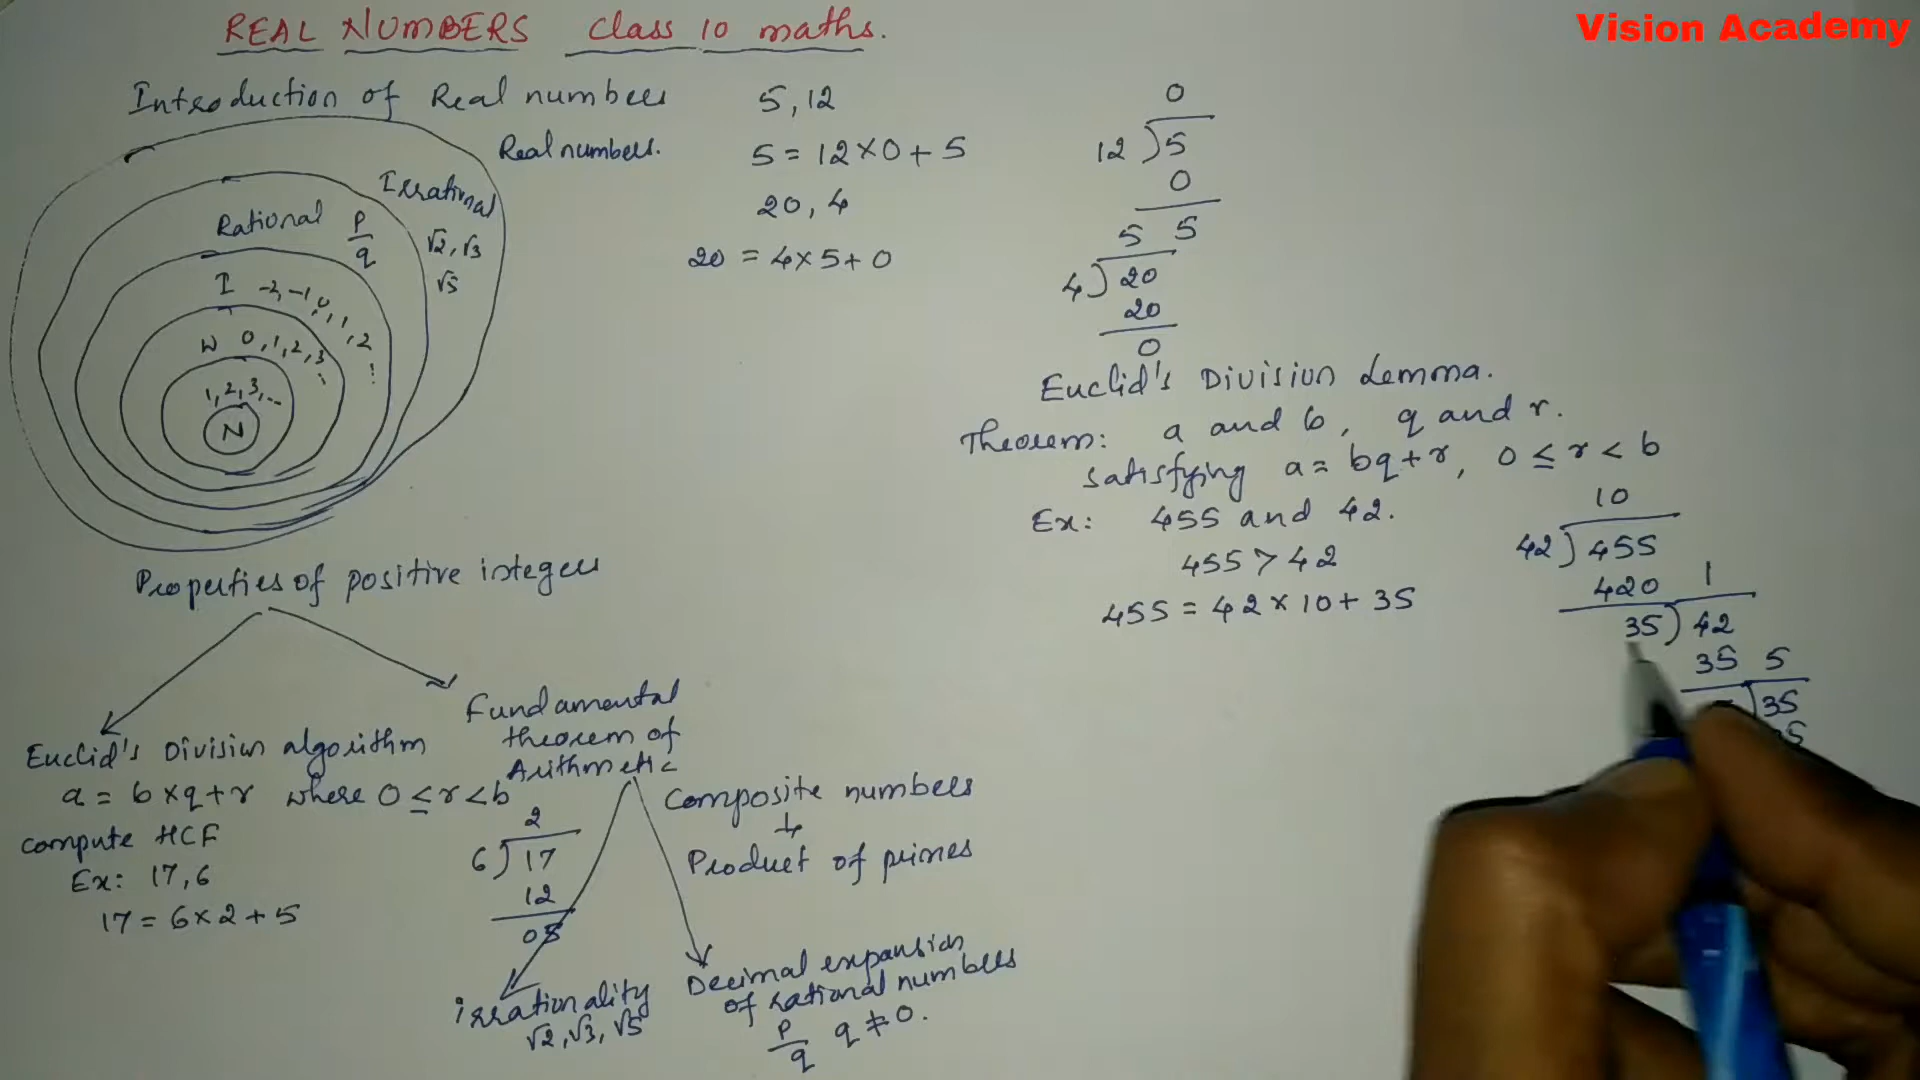 REAL NUMBERS Class 10 maths.
Vision Academy
Introduction of Real numbers
Real numbers.
Irrational
√2, √3
√5
Rational p/q
I -2, -1, 0, 1, 2 ...
W 0, 1, 2, 3 ...
1, 2, 3, ...
N
Properties of positive integers
Euclid's Division algorithm
a = b×q+r where 0 ≤ r < b
compute HCF
Ex: 17, 6
17 = 6×2+5
Fundamental
theorem of
Arithmetic
2
6) 17
12
05
Composite numbers
↓
Product of primes
irrationality
√2, √3, √5
Decimal expansion
of rational numbers
p/q q ≠ 0.
5, 12
5 = 12×0+5
20, 4
20 = 4×5+0
0
12) 5
0
5
5
4) 20
20
0
Euclid's Division Lemma.
Theorem: a and b, q and r.
satisfying a = bq+r, 0 ≤ r < b
Ex: 455 and 42.
455 > 42
455 = 42×10+35
10
42) 455
420
1
35) 42
35
5
35